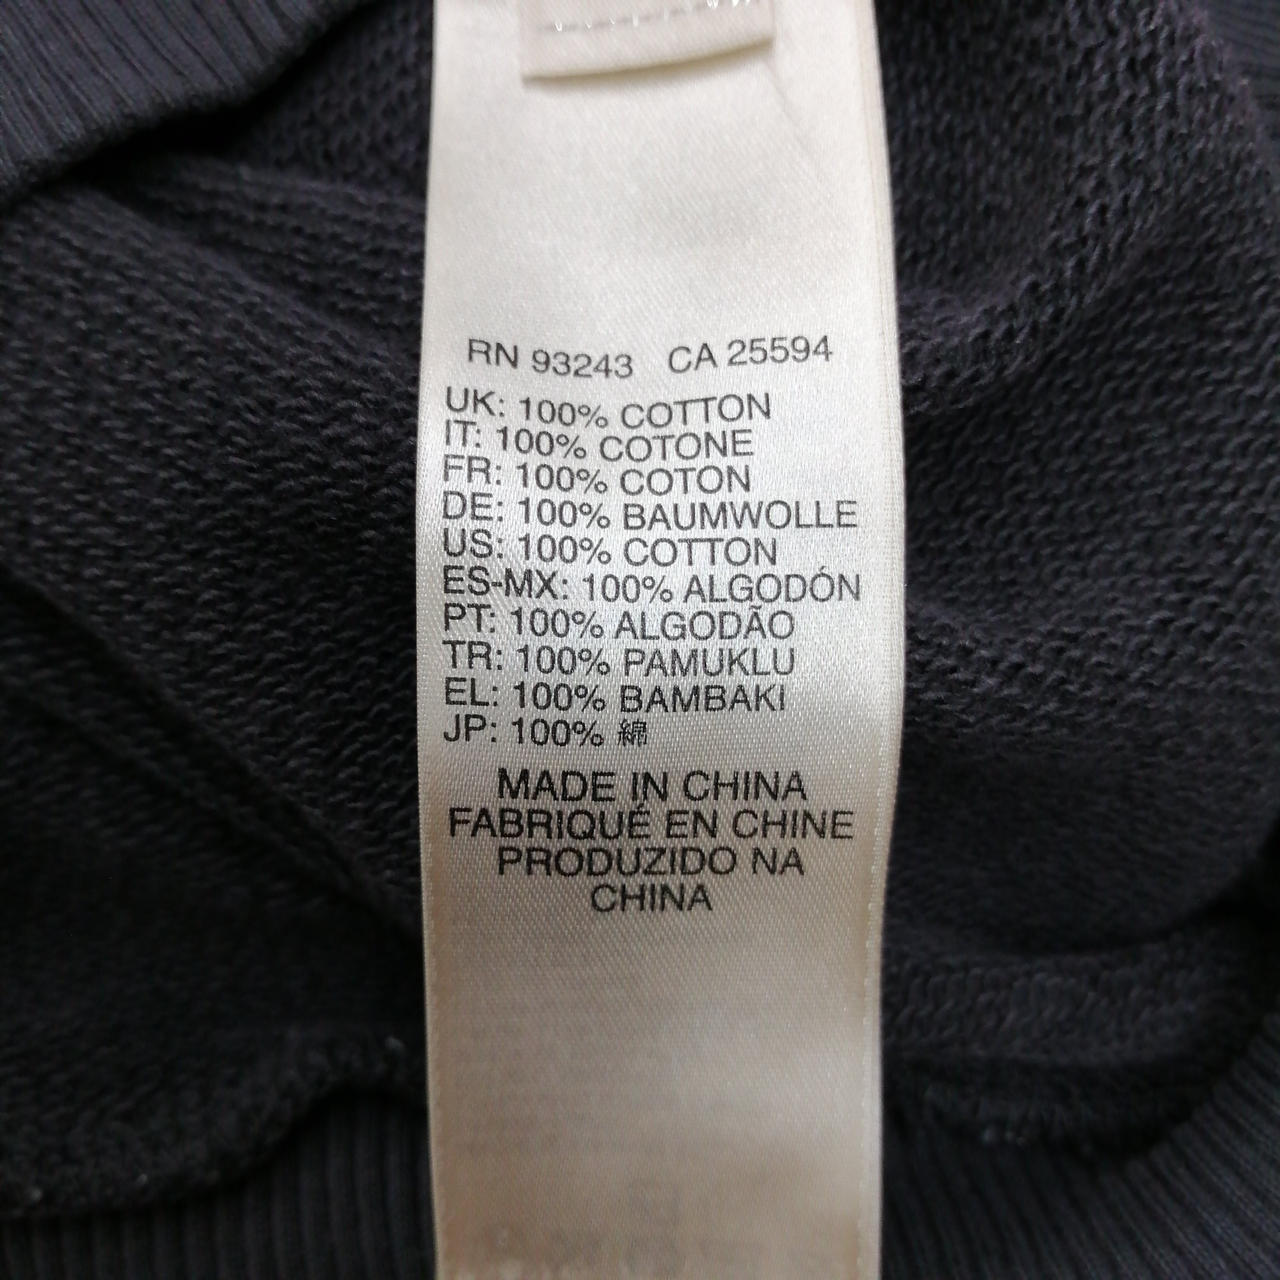 RN 93243 CA 25594
UK: 100% COTTON
IT: 100% COTONE
FR: 100% COTON
DE: 100% BAUMWOLLE
US: 100% COTTON
ES-MX: 100% ALGODÓN
PT: 100% ALGODÃO
TR: 100% PAMUKLU
EL: 100% BAMBAKI
JP: 100% 綿
MADE IN CHINA
FABRIQUÉ EN CHINE
PRODUZIDO NA
CHINA